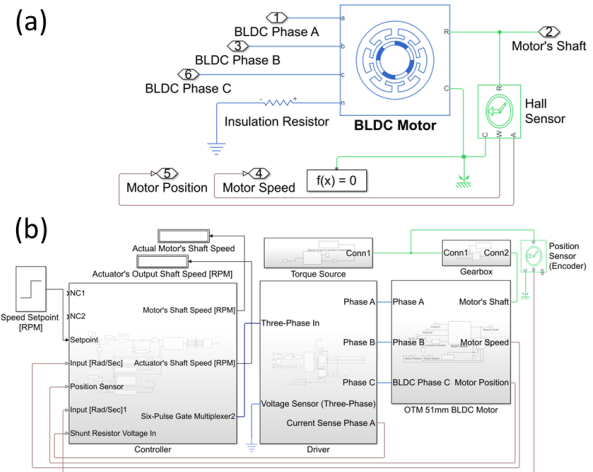 (a)
1
a
BLDC Phase A
3
b
BLDC Phase B
6
c
BLDC Phase C
n
- +
Insulation Resistor
R
C
BLDC Motor
2
Motor's Shaft
R
C W A
Hall
Sensor
5
Motor Position
4
Motor Speed
f(x) = 0
(b)
Actual Motor's Shaft Speed
Actuator's Output Shaft Speed [RPM]
Speed Setpoint
[RPM]
NC1
NC2
Setpoint
Input [Rad/Sec]
Position Sensor
Input [Rad/Sec]1
Shunt Resistor Voltage In
Motor's Shaft Speed [RPM]
Actuator's Shaft Speed [RPM]
Six-Pulse Gate Multiplexer2
Controller
Conn1
Torque Source
Three-Phase In
Voltage Sensor (Three-Phase)
Phase A
Phase B
Phase C
Current Sense Phase A
Driver
Conn1
Conn2
Gearbox
Position
Sensor
(Encoder)
Phase A
Phase B
BLDC Phase C
Motor's Shaft
Motor Speed
Motor Position
OTM 51mm BLDC Motor